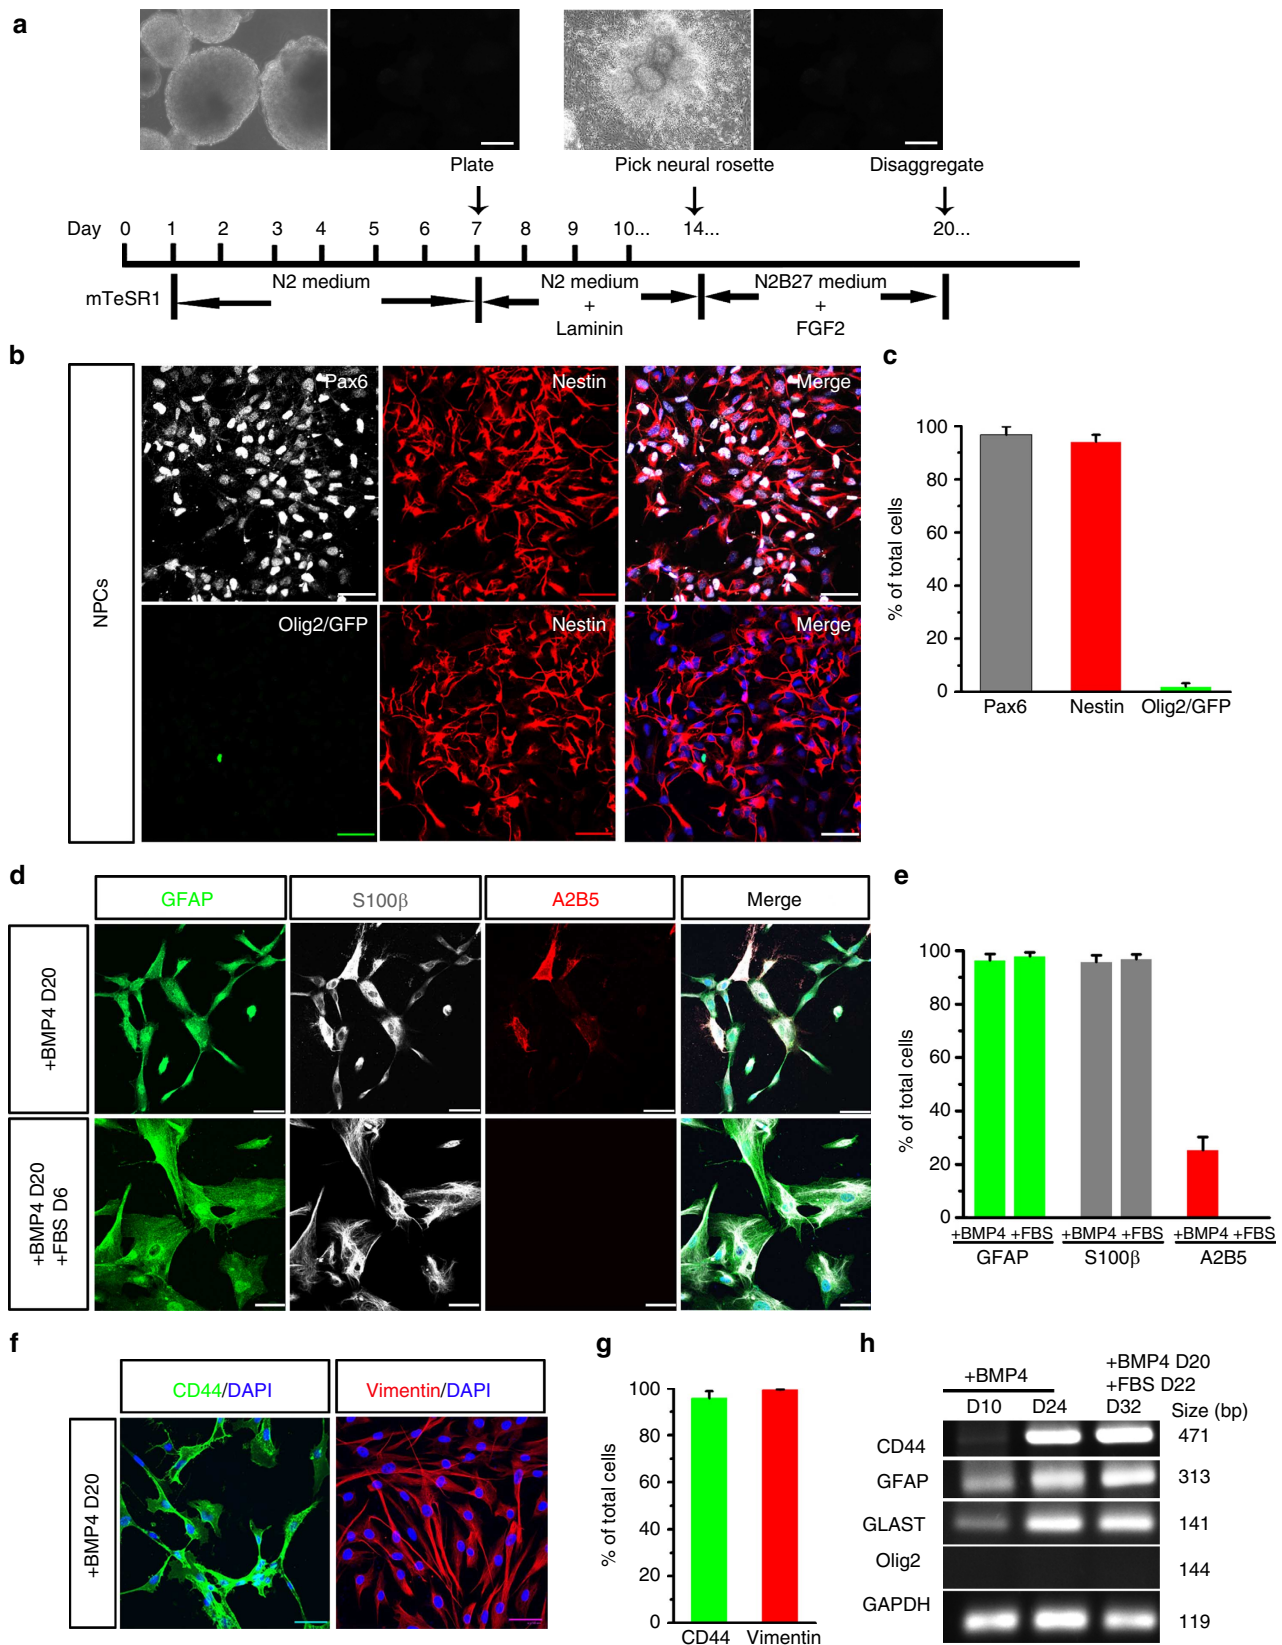 a
Plate
Pick neural rosette
Disaggregate
Day 0 1 2 3 4 5 6 7 8 9 10... 14... 20...
mTeSR1
N2 medium
N2 medium
+
Laminin
N2B27 medium
+
FGF2
b
NPCs
Pax6
Nestin
Merge
Olig2/GFP
Nestin
Merge
c
% of total cells
100
80
60
40
20
0
Pax6 Nestin Olig2/GFP
d
GFAP
S100β
A2B5
Merge
+BMP4 D20
+BMP4 D20
+FBS D6
e
% of total cells
100
80
60
40
20
0
+BMP4 +FBS +BMP4 +FBS +BMP4 +FBS
GFAP S100β A2B5
f
CD44/DAPI
Vimentin/DAPI
+BMP4 D20
g
% of total cells
100
80
60
40
20
0
CD44 Vimentin
h
+BMP4
+BMP4 D20
+FBS D22
D10 D24 D32 Size (bp)
CD44 471
GFAP 313
GLAST 141
Olig2 144
GAPDH 119